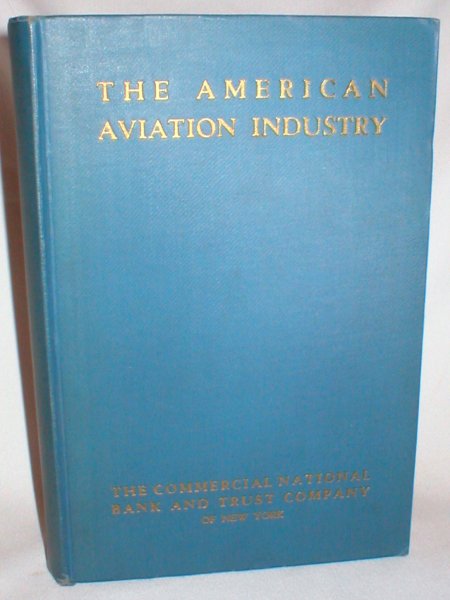 THE AMERICAN
AVIATION INDUSTRY
THE COMMERCIAL NATIONAL
BANK AND TRUST COMPANY
OF NEW YORK